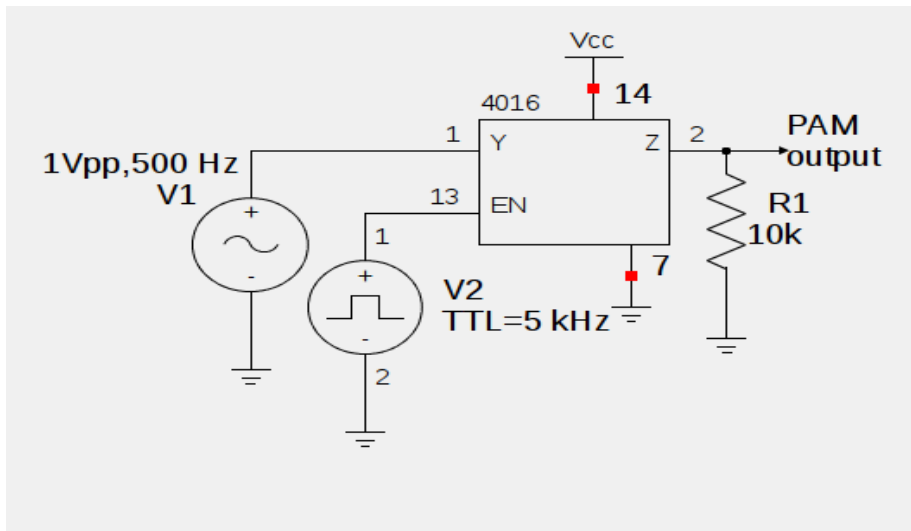 Vcc
14
4016
1
Y
Z
2
PAM
output
1Vpp,500 Hz
V1
+
-
13
EN
R1
10k
1
+
-
7
V2
TTL=5 kHz
2